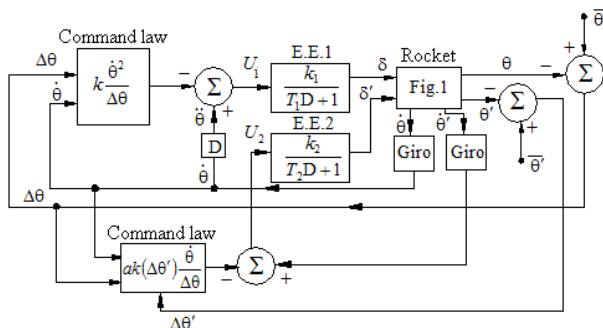 θ̅
Command law
E.E.1
Rocket
Δθ
θ̇
k θ̇² / Δθ
−
Σ
+
θ̈
U₁
k₁ / T₁D + 1
δ
δ′
Fig.1
θ
−
+
Σ
−
θ′
Σ
+
θ̅′
E.E.2
U₂
k₂ / T₂D + 1
D
θ̇
θ̇
θ̇′
Giro
Giro
Δθ
Command law
ak(Δθ′) θ̇ / Δθ
−
Σ
+
Δθ′